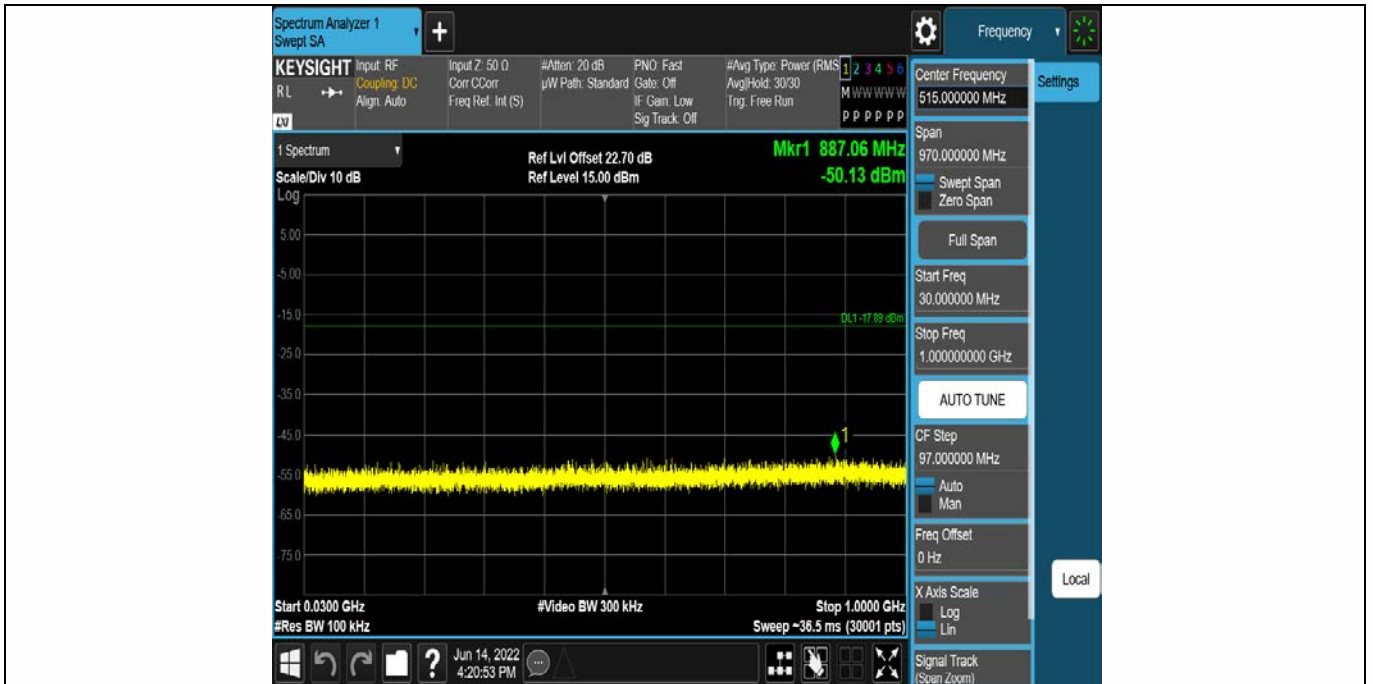 Spectrum Analyzer 1
Swept SA
Frequency
KEYSIGHT
RL
Input: RF
Coupling: DC
Align: Auto
Input Z: 50 Ω
Corr CCorr
Freq Ref: Int (S)
#Atten: 20 dB
µW Path: Standard
PNO: Fast
Gate: Off
IF Gain: Low
Sig Track: Off
#Avg Type: Power (RMS
Avg|Hold: 30/30
Trig: Free Run
1 2 3 4 5 6
M W W W W W
P P P P P P
LXI
1 Spectrum
Scale/Div 10 dB
Ref Lvl Offset 22.70 dB
Ref Level 15.00 dBm
Mkr1 887.06 MHz
-50.13 dBm
Log
5.00
-5.00
-15.0
DL1 -17.89 dBm
-25.0
-35.0
-45.0
1
-55.0
-65.0
-75.0
Start 0.0300 GHz
#Res BW 100 kHz
#Video BW 300 kHz
Stop 1.0000 GHz
Sweep ~36.5 ms (30001 pts)
Jun 14, 2022
4:20:53 PM
Center Frequency
515.000000 MHz
Settings
Span
970.000000 MHz
Swept Span
Zero Span
Full Span
Start Freq
30.000000 MHz
Stop Freq
1.000000000 GHz
AUTO TUNE
CF Step
97.000000 MHz
Auto
Man
Freq Offset
0 Hz
X Axis Scale
Log
Lin
Local
Signal Track
(Span Zoom)